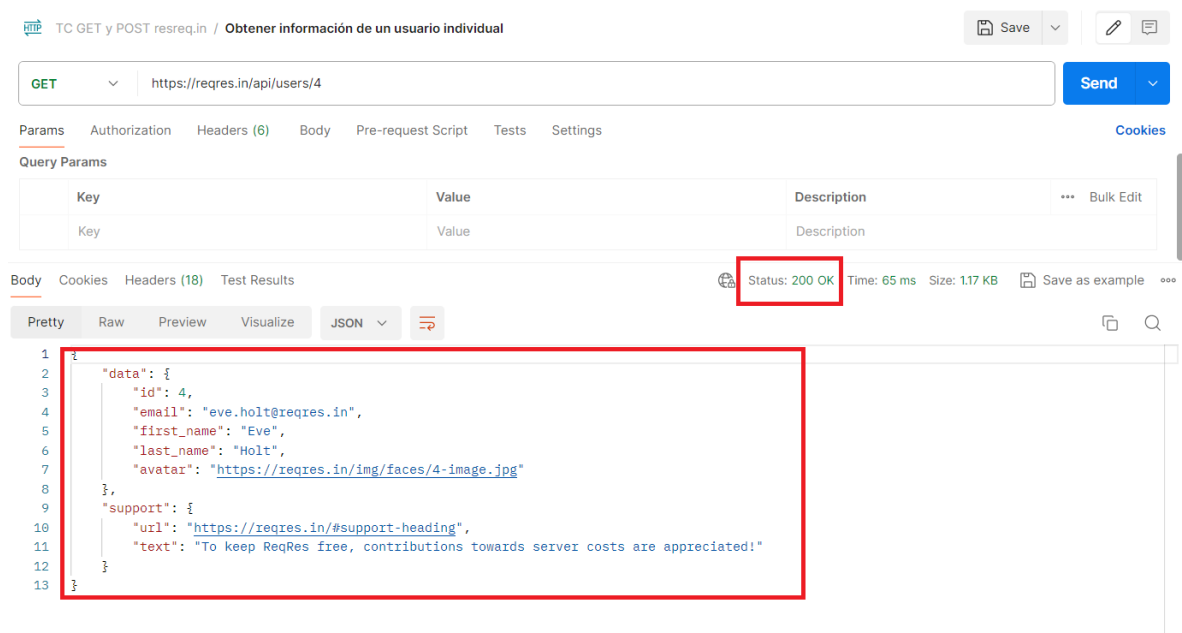 HTTP TC GET y POST resreq.in / Obtener información de un usuario individual Save
GET https://reqres.in/api/users/4 Send
Params Authorization Headers (6) Body Pre-request Script Tests Settings Cookies
Query Params
Key Value Description ••• Bulk Edit
Key Value Description
Body Cookies Headers (18) Test Results Status: 200 OK Time: 65 ms Size: 1.17 KB Save as example
Pretty Raw Preview Visualize JSON
1 {
2 "data": {
3 "id": 4,
4 "email": "eve.holt@reqres.in",
5 "first_name": "Eve",
6 "last_name": "Holt",
7 "avatar": "https://reqres.in/img/faces/4-image.jpg"
8 },
9 "support": {
10 "url": "https://reqres.in/#support-heading",
11 "text": "To keep ReqRes free, contributions towards server costs are appreciated!"
12 }
13 }